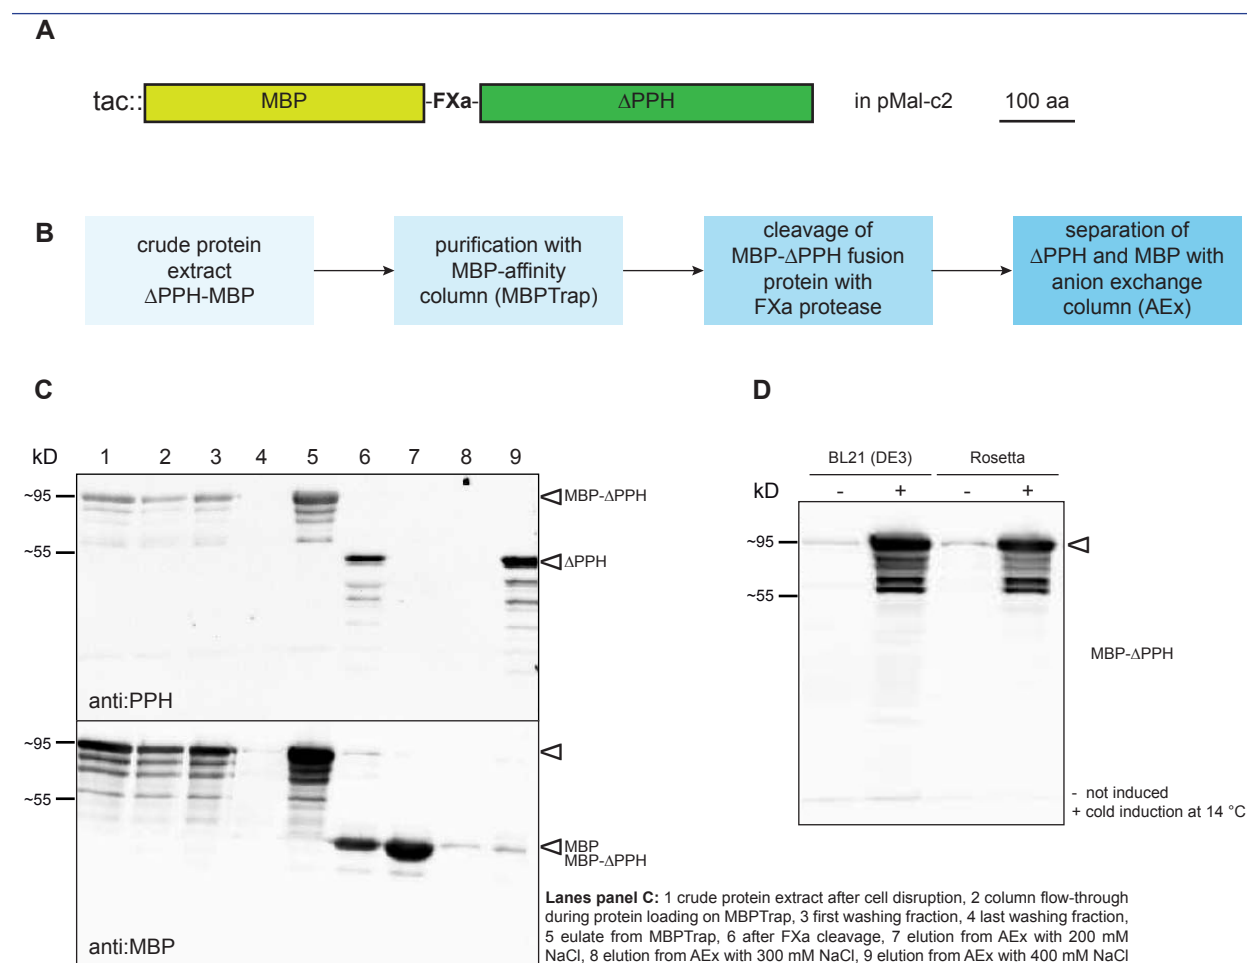 A
tac:: MBP -FXa- ΔPPH in pMal-c2 100 aa
B
crude protein
extract
ΔPPH-MBP
purification with
MBP-affinity
column (MBPTrap)
cleavage of
MBP-ΔPPH fusion
protein with
FXa protease
separation of
ΔPPH and MBP with
anion exchange
column (AEx)
C
kD 1 2 3 4 5 6 7 8 9
~95
MBP-ΔPPH
~55
ΔPPH
anti:PPH
~95
~55
MBP
MBP-ΔPPH
anti:MBP
D
BL21 (DE3) Rosetta
kD - + - +
~95
~55
MBP-ΔPPH
- not induced
+ cold induction at 14 °C
Lanes panel C: 1 crude protein extract after cell disruption, 2 column flow-through
during protein loading on MBPTrap, 3 first washing fraction, 4 last washing fraction,
5 eulate from MBPTrap, 6 after FXa cleavage, 7 elution from AEx with 200 mM
NaCl, 8 elution from AEx with 300 mM NaCl, 9 elution from AEx with 400 mM NaCl